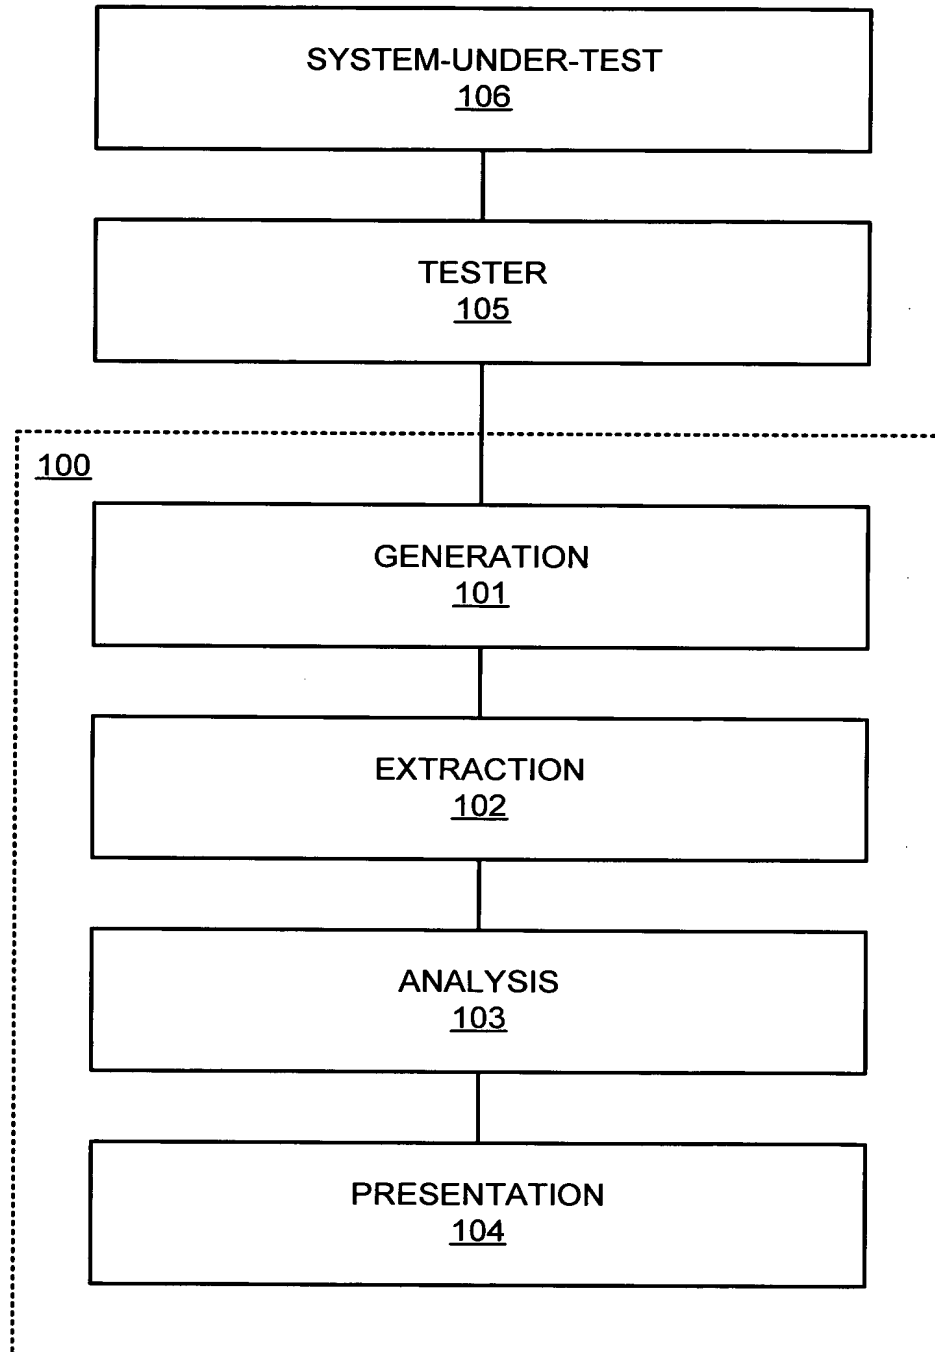 SYSTEM-UNDER-TEST
106
TESTER
105
100
GENERATION
101
EXTRACTION
102
ANALYSIS
103
PRESENTATION
104